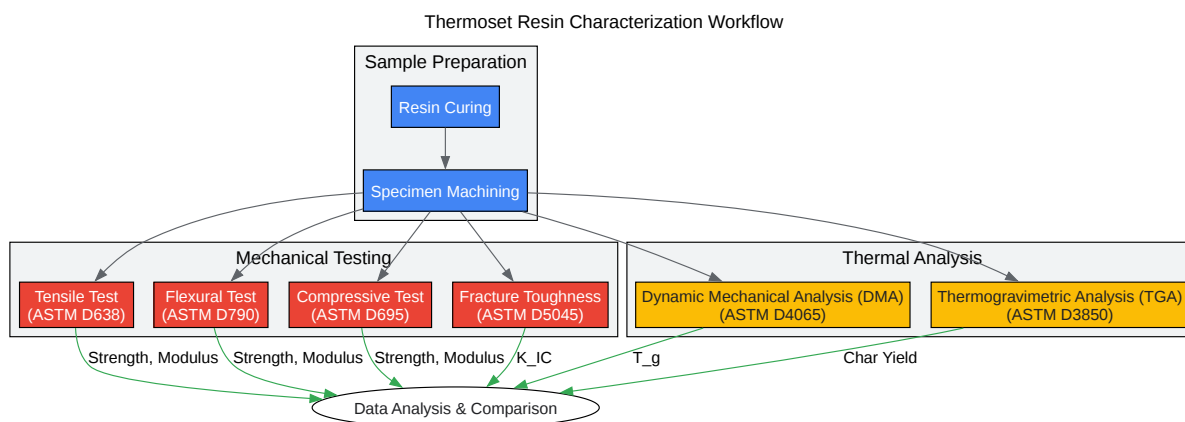 Thermoset Resin Characterization Workflow
Sample Preparation
Resin Curing
Specimen Machining
Mechanical Testing
Thermal Analysis
Tensile Test
(ASTM D638)
Flexural Test
(ASTM D790)
Compressive Test
(ASTM D695)
Fracture Toughness
(ASTM D5045)
Dynamic Mechanical Analysis (DMA)
(ASTM D4065)
Thermogravimetric Analysis (TGA)
(ASTM D3850)
Strength, Modulus
Strength, Modulus
Strength, Modulus
K_IC
T_g
Char Yield
Data Analysis & Comparison